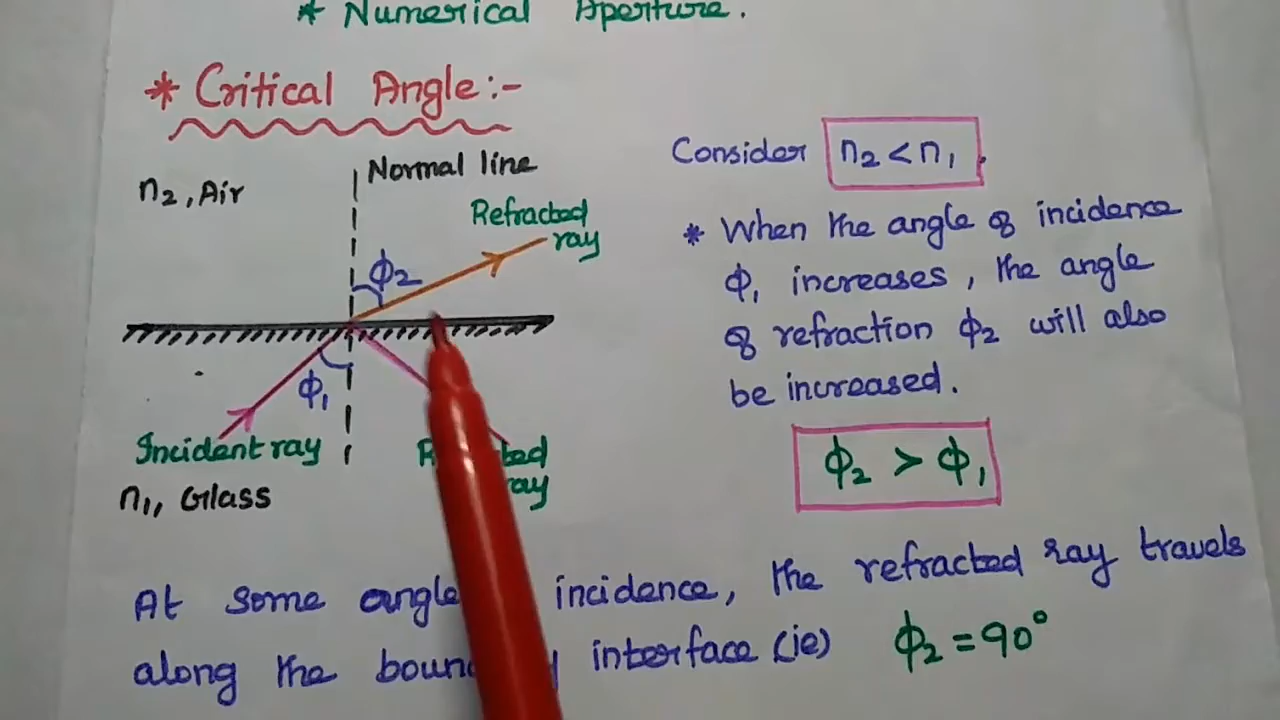 * Numerical Aperture.
* Critical Angle:-
n2, Air
Normal line
Refracted
ray
ϕ2
ϕ1
Incident ray
n1, Glass
ray
Consider n2 < n1.
* When the angle of incidence
ϕ1 increases, the angle
of refraction ϕ2 will also
be increased.
ϕ2 > ϕ1
At some angle incidence, the refracted ray travels
along the interface (ie) ϕ2 = 90°